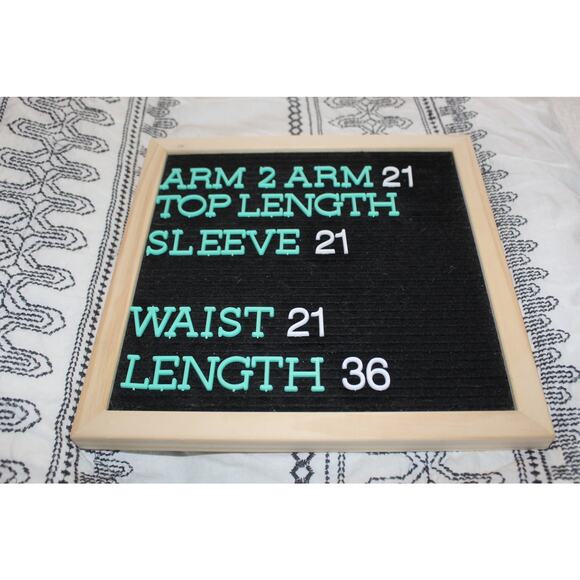 ARM 2 ARM 21
TOP LENGTH
SLEEVE 21
WAIST 21
LENGTH 36